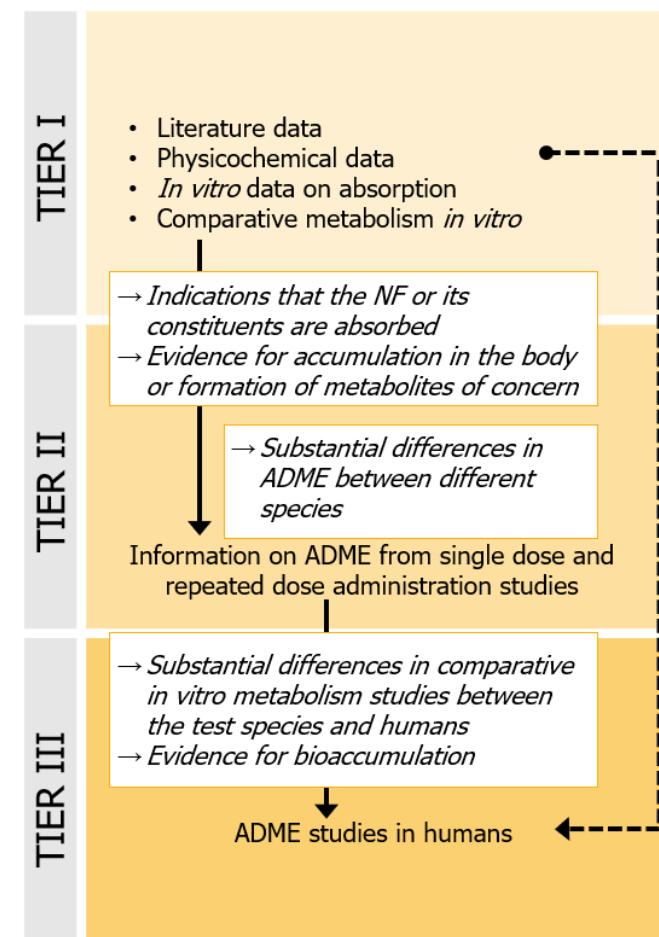 TIER I
• Literature data
• Physicochemical data
• In vitro data on absorption
• Comparative metabolism in vitro
→ Indications that the NF or its
constituents are absorbed
→ Evidence for accumulation in the body
or formation of metabolites of concern
TIER II
→ Substantial differences in
ADME between different
species
Information on ADME from single dose and
repeated dose administration studies
TIER III
→ Substantial differences in comparative
in vitro metabolism studies between
the test species and humans
→ Evidence for bioaccumulation
ADME studies in humans